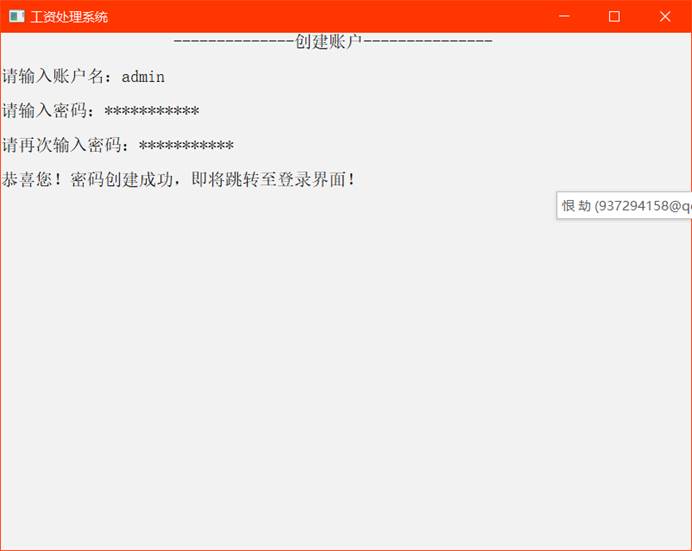 工资处理系统
--------------创建账户---------------
请输入账户名：admin
请输入密码：***********
请再次输入密码：***********
恭喜您！密码创建成功，即将跳转至登录界面！
恨 劫 (937294158@q